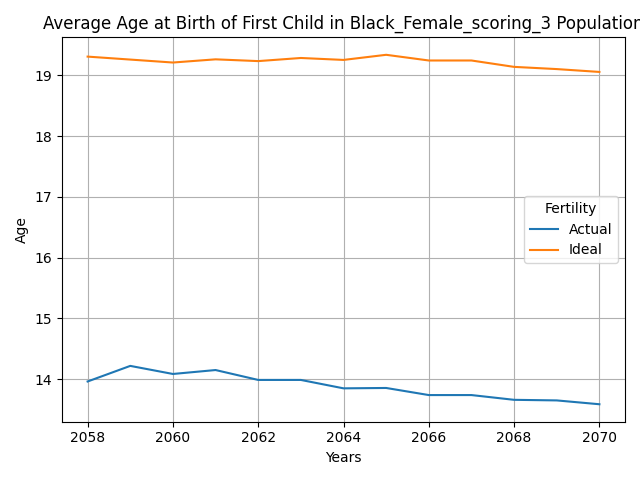 Average Age at Birth of First Child in Black_Female_scoring_3 Population
19
18
17
16
15
14
Age
Fertility
Actual
Ideal
2058 2060 2062 2064 2066 2068 2070
Years